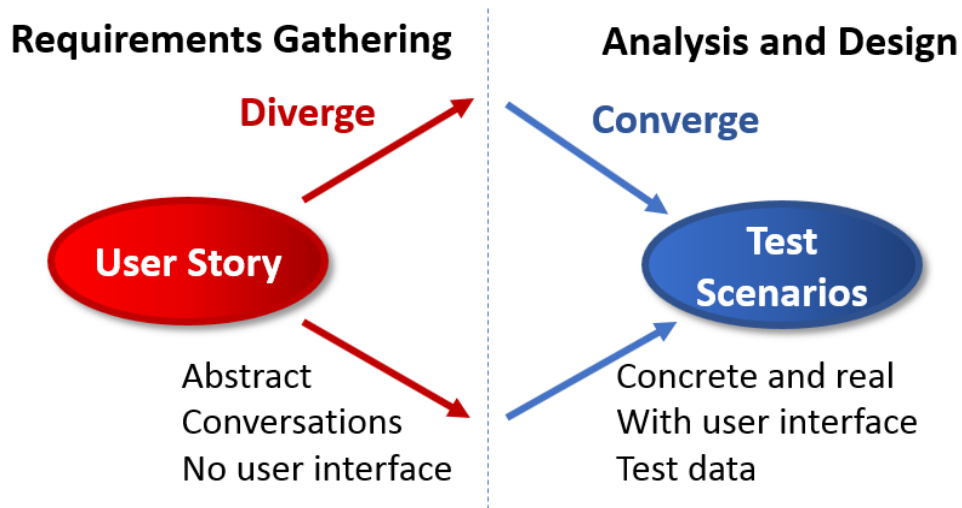 Requirements Gathering
Analysis and Design
Diverge
Converge
User Story
Test
Scenarios
Abstract
Conversations
No user interface
Concrete and real
With user interface
Test data